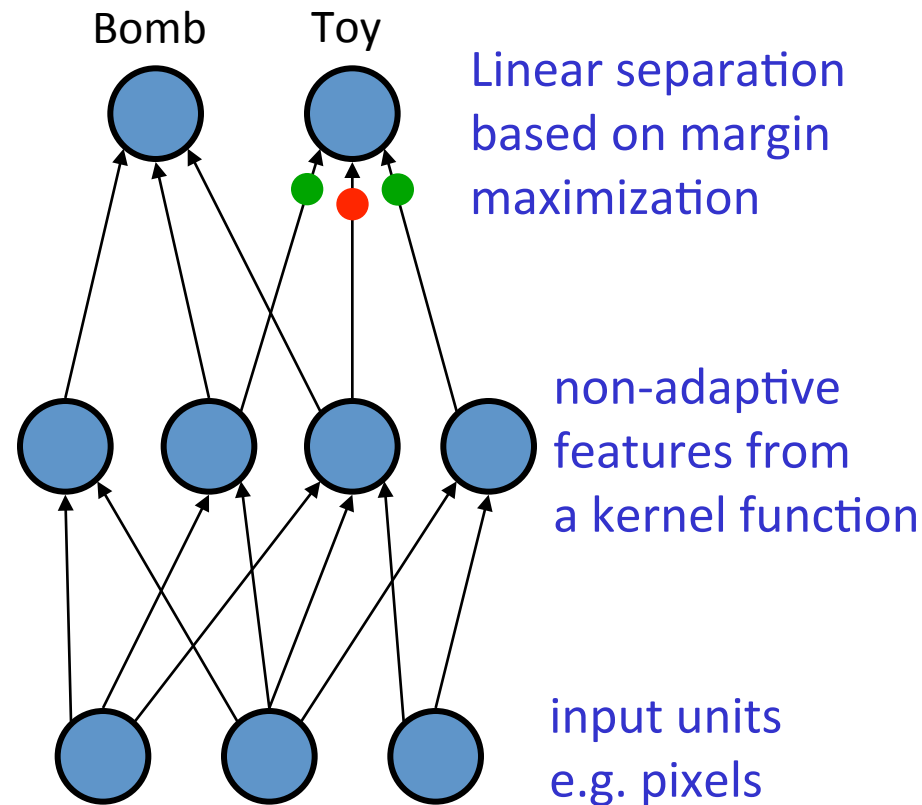 Bomb Toy
Linear separation
based on margin
maximization
non-adaptive
features from
a kernel function
input units
e.g. pixels